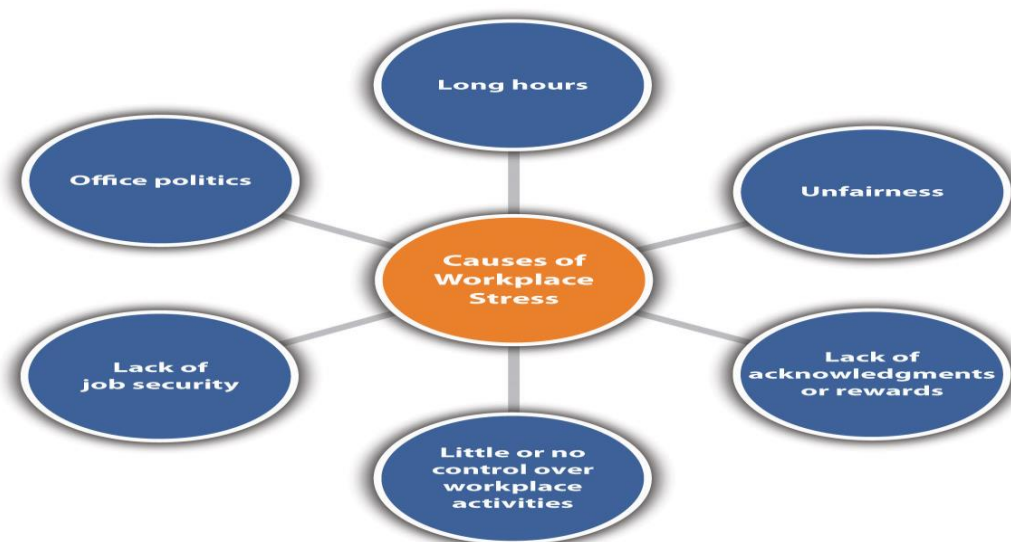 Long hours
Office politics
Unfairness
Causes of
Workplace
Stress
Lack of
job security
Lack of
acknowledgments
or rewards
Little or no
control over
workplace
activities